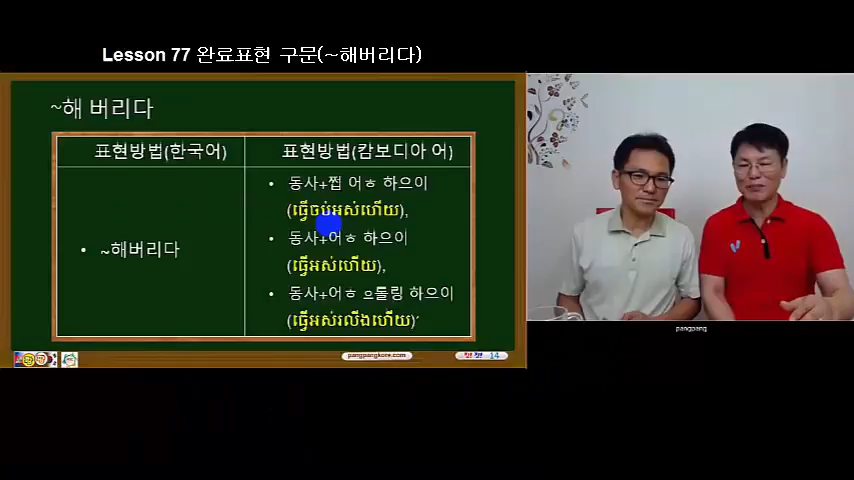 Lesson 77 완료표현 구문(~해버리다)
~해 버리다
표현방법(한국어)
표현방법(캄보디아 어)
~해버리다
동사+쩝 어ㅎ 하으이
(ធ្វើចប់អស់ហើយ),
동사+어ㅎ 하으이
(ធ្វើអស់ហើយ),
동사+어ㅎ 으틀링 하으이
(ធ្វើអស់រលីងហើយ)
pangpangkorea.com
14
pangpang